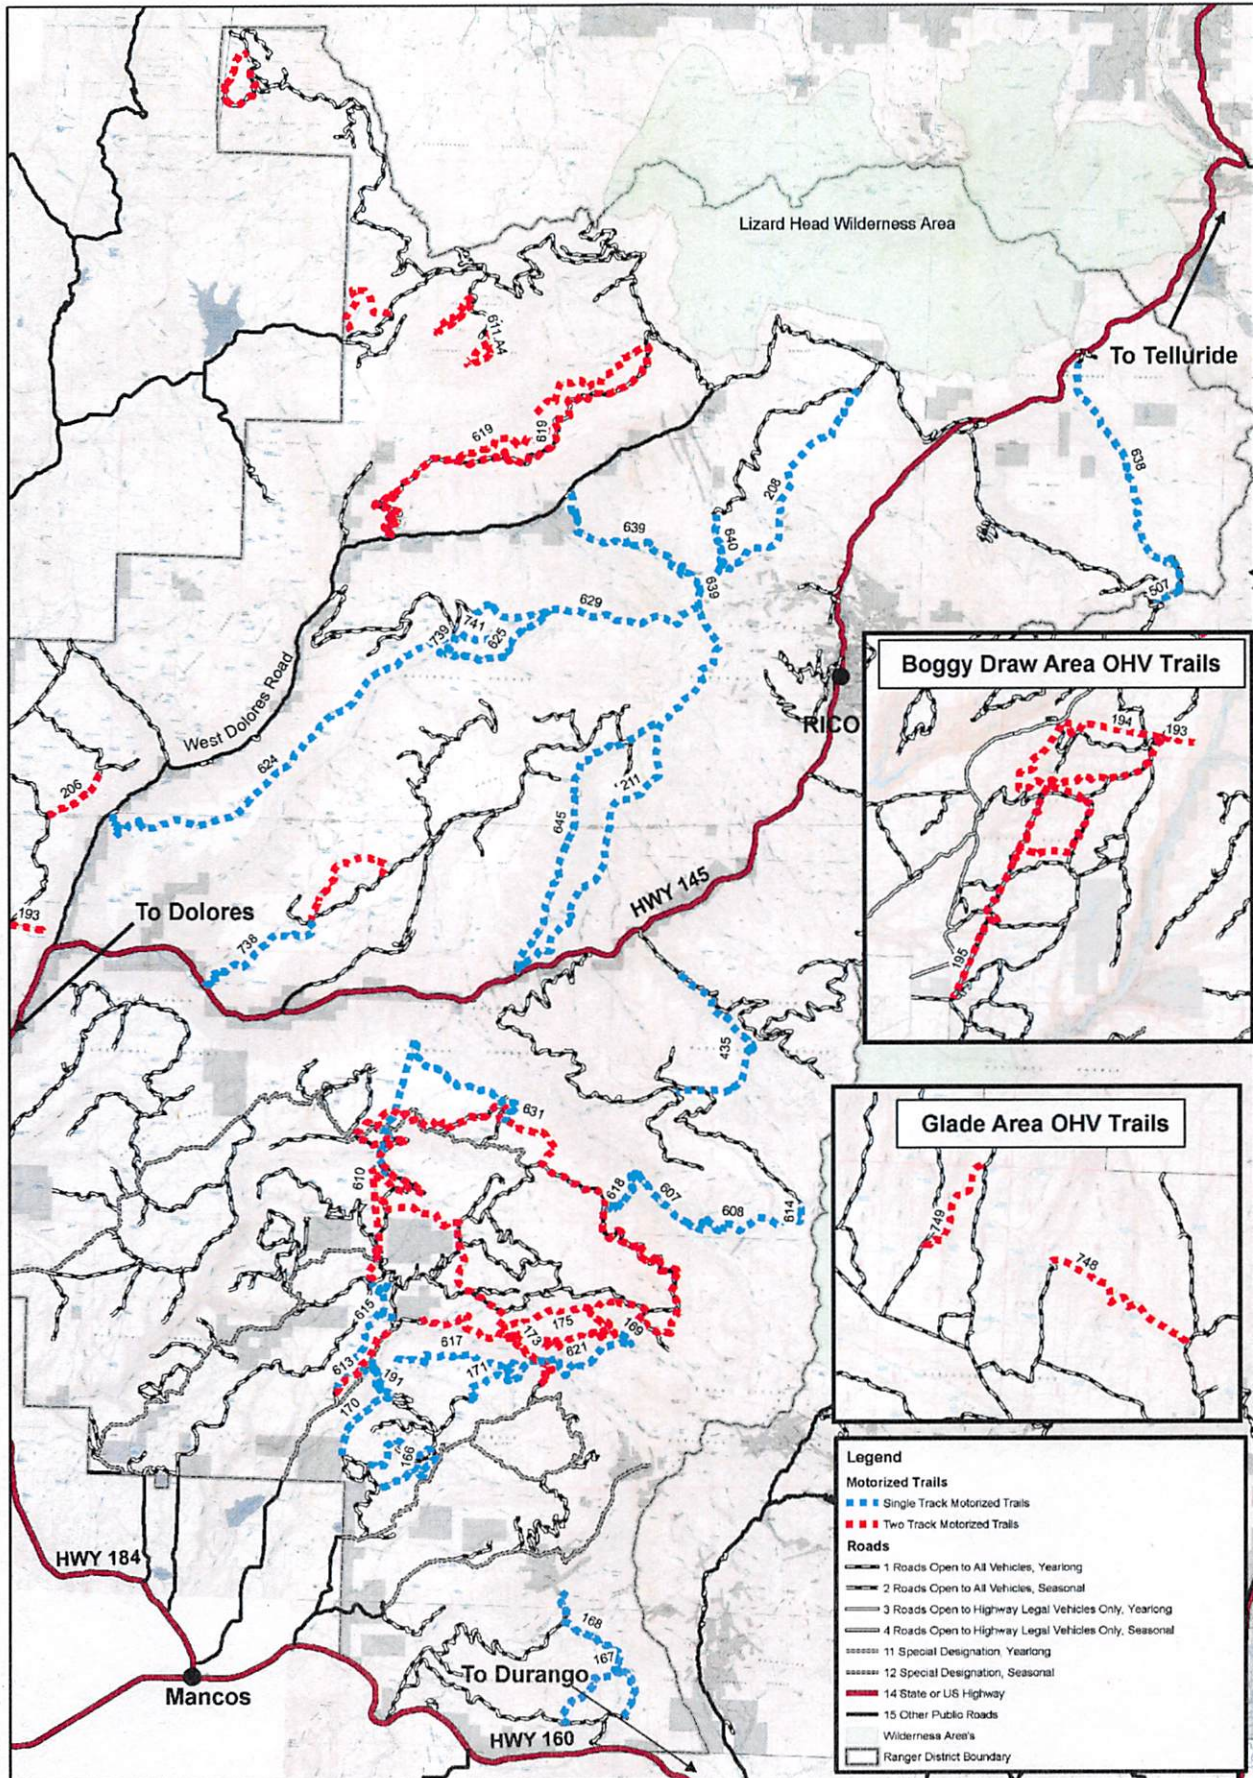 Lizard Head Wilderness Area
611.A4
To Telluride
619
619
208
638
640
639
639
507
629
741
739
625
Boggy Draw Area OHV Trails
194
193
195
RICO
West Dolores Road
624
206
211
645
HWY 145
193
To Dolores
738
435
631
Glade Area OHV Trails
749
748
610
618
607
608
614
615
175
169
173
617
621
613
171
191
170
166
Legend
Motorized Trails
Single Track Motorized Trails
Two Track Motorized Trails
Roads
1 Roads Open to All Vehicles, Yearlong
2 Roads Open to All Vehicles, Seasonal
3 Roads Open to Highway Legal Vehicles Only, Yearlong
4 Roads Open to Highway Legal Vehicles Only, Seasonal
11 Special Designation, Yearlong
12 Special Designation, Seasonal
14 State or US Highway
15 Other Public Roads
Wilderness Area's
Ranger District Boundary
HWY 184
168
167
To Durango
Mancos
HWY 160